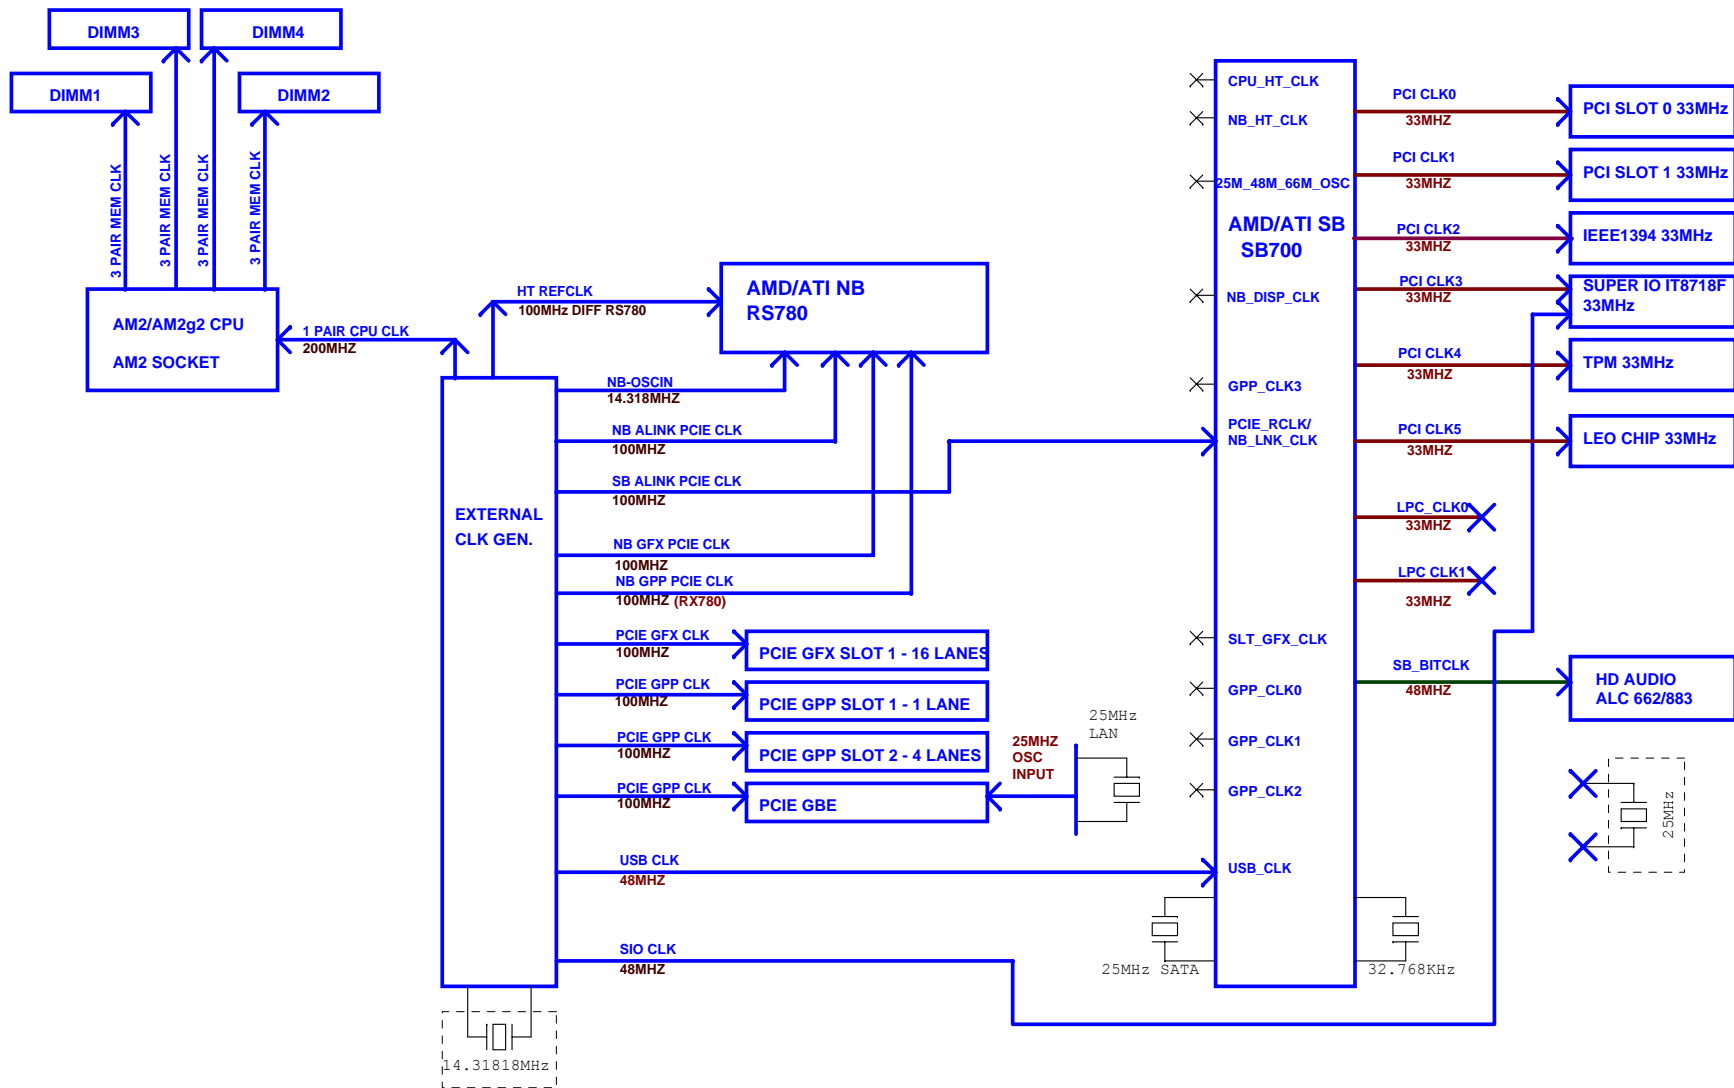 DIMM3
DIMM4
DIMM1
DIMM2
3 PAIR MEM CLK
3 PAIR MEM CLK
3 PAIR MEM CLK
3 PAIR MEM CLK
AM2/AM2g2 CPU
AM2 SOCKET
1 PAIR CPU CLK
200MHZ
HT REFCLK
100MHz DIFF RS780
AMD/ATI NB
RS780
EXTERNAL
CLK GEN.
NB-OSCIN
14.318MHZ
NB ALINK PCIE CLK
100MHZ
SB ALINK PCIE CLK
100MHZ
NB GFX PCIE CLK
100MHZ
NB GPP PCIE CLK
100MHZ (RX780)
PCIE GFX CLK
100MHZ
PCIE GFX SLOT 1 - 16 LANES
PCIE GPP CLK
100MHZ
PCIE GPP SLOT 1 - 1 LANE
PCIE GPP CLK
100MHZ
PCIE GPP SLOT 2 - 4 LANES
PCIE GPP CLK
100MHZ
PCIE GBE
25MHZ
OSC
INPUT
25MHz
LAN
USB CLK
48MHZ
SIO CLK
48MHZ
14.31818MHz
CPU_HT_CLK
NB_HT_CLK
25M_48M_66M_OSC
AMD/ATI SB
SB700
NB_DISP_CLK
GPP_CLK3
PCIE_RCLK/
NB_LNK_CLK
SLT_GFX_CLK
GPP_CLK0
GPP_CLK1
GPP_CLK2
USB_CLK
25MHz SATA
32.768KHz
PCI CLK0
33MHZ
PCI SLOT 0 33MHz
PCI CLK1
33MHZ
PCI SLOT 1 33MHz
PCI CLK2
33MHZ
IEEE1394 33MHz
PCI CLK3
33MHZ
SUPER IO IT8718F
33MHz
PCI CLK4
33MHZ
TPM 33MHz
PCI CLK5
33MHZ
LEO CHIP 33MHz
LPC_CLK0
33MHZ
LPC CLK1
33MHZ
SB_BITCLK
48MHZ
HD AUDIO
ALC 662/883
25MHz